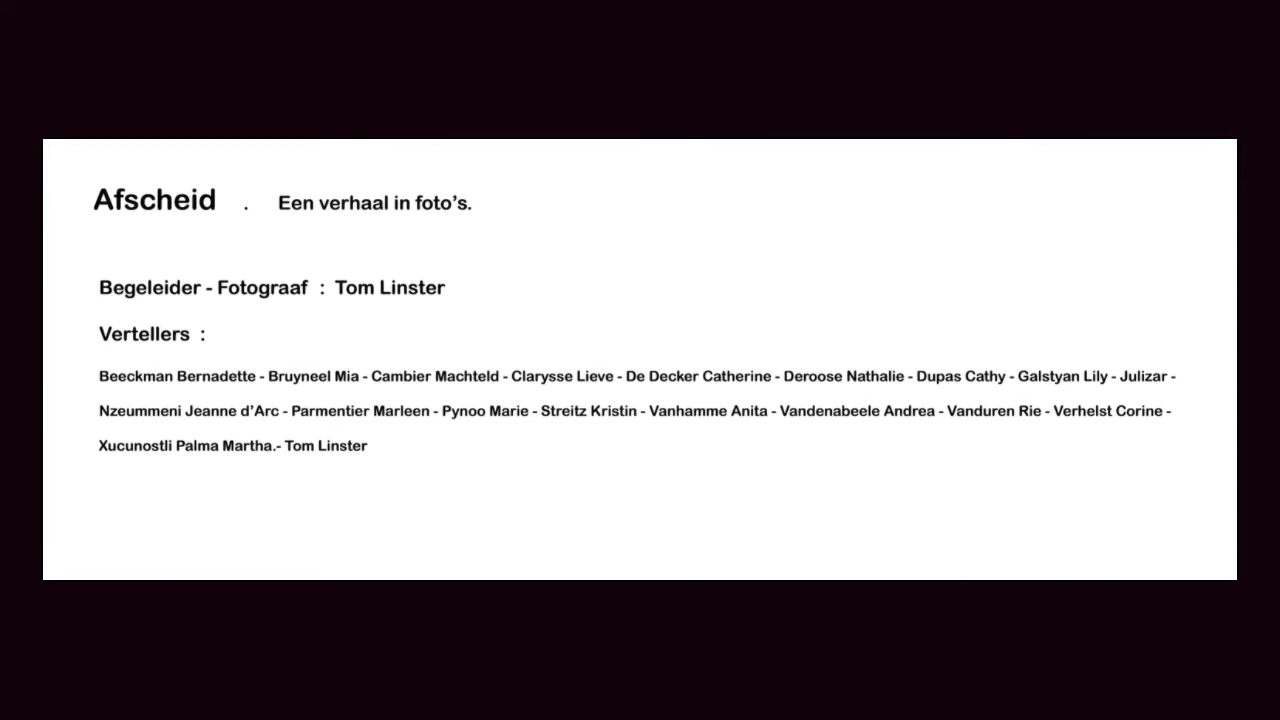 Afscheid . Een verhaal in foto’s.
Begeleider - Fotograaf : Tom Linster
Vertellers :
Beeckman Bernadette - Bruyneel Mia - Cambier Machteld - Clarysse Lieve - De Decker Catherine - Deroose Nathalie - Dupas Cathy - Galstyan Lily - Julizar -
Nzeummeni Jeanne d’Arc - Parmentier Marleen - Pynoo Marie - Streitz Kristin - Vanhamme Anita - Vandenabeele Andrea - Vanduren Rie - Verhelst Corine -
Xucunostli Palma Martha.- Tom Linster